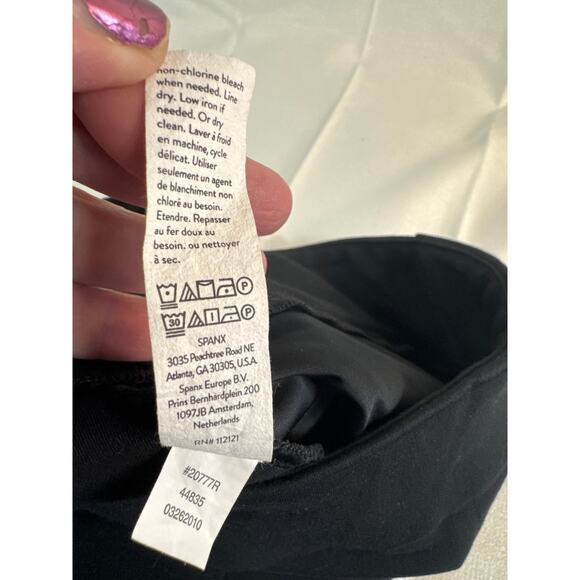 non-chlorine bleach
when needed. Line
dry. Low iron if
needed. Or dry
clean. Laver à froid
en machine, cycle
délicat. Utiliser
seulement un agent
de blanchiment non
chloré au besoin.
Etendre. Repasser
au fer doux au
besoin. ou nettoyer
à sec.
P
30 P
SPANX
3035 Peachtree Road NE
Atlanta, GA 30305, U.S.A.
Spanx Europe B.V.
Prins Bernhardplein 200
1097JB Amsterdam,
Netherlands
RN# 112121
#20777R
44835
03262010